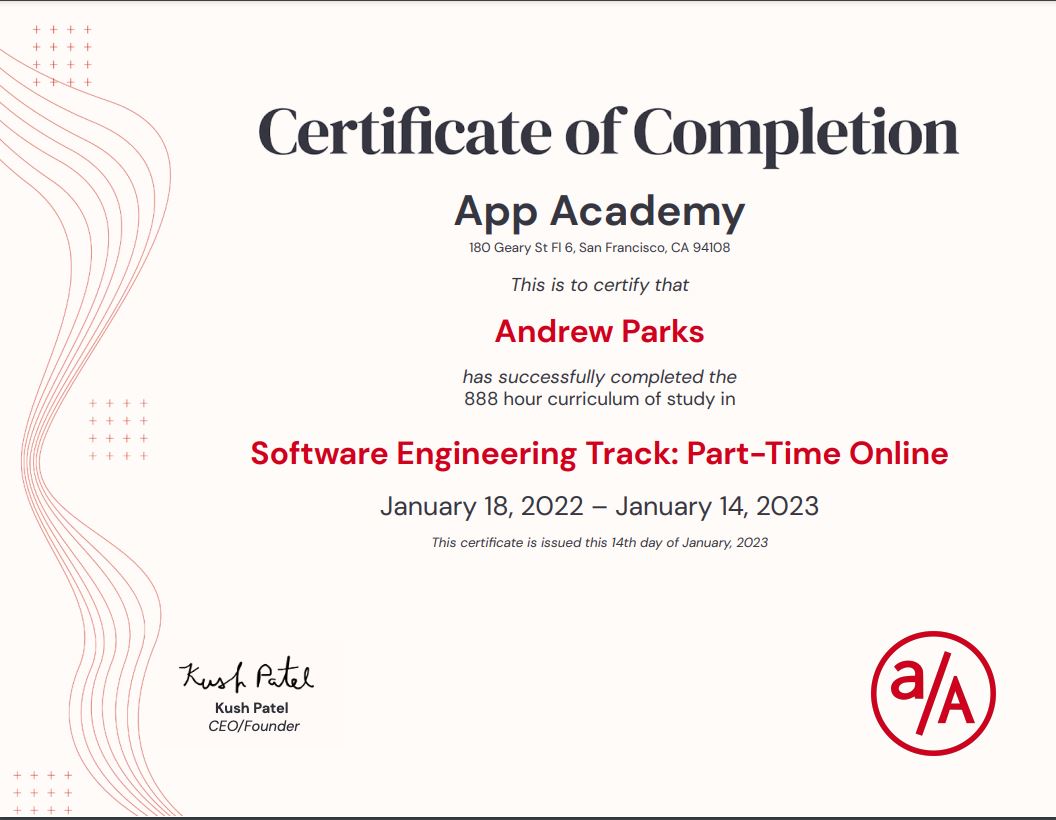 Certificate of Completion
App Academy
180 Geary St Fl 6, San Francisco, CA 94108
This is to certify that
Andrew Parks
has successfully completed the
888 hour curriculum of study in
Software Engineering Track: Part-Time Online
January 18, 2022 – January 14, 2023
This certificate is issued this 14th day of January, 2023
Kush Patel
Kush Patel
CEO/Founder
a/A